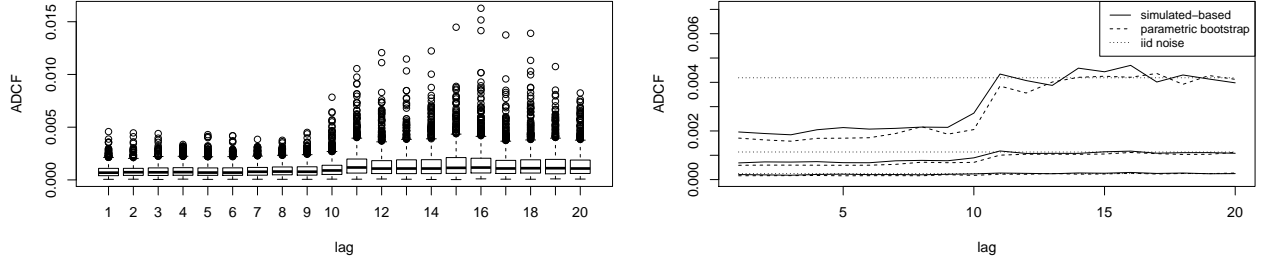 ADCF
0.000
0.005
0.010
0.015
1 2 3 4 5 6 7 8 9 10 12 14 16 18 20
lag
ADCF
0.000
0.002
0.004
0.006
simulated−based
parametric bootstrap
iid noise
5 10 15 20
lag